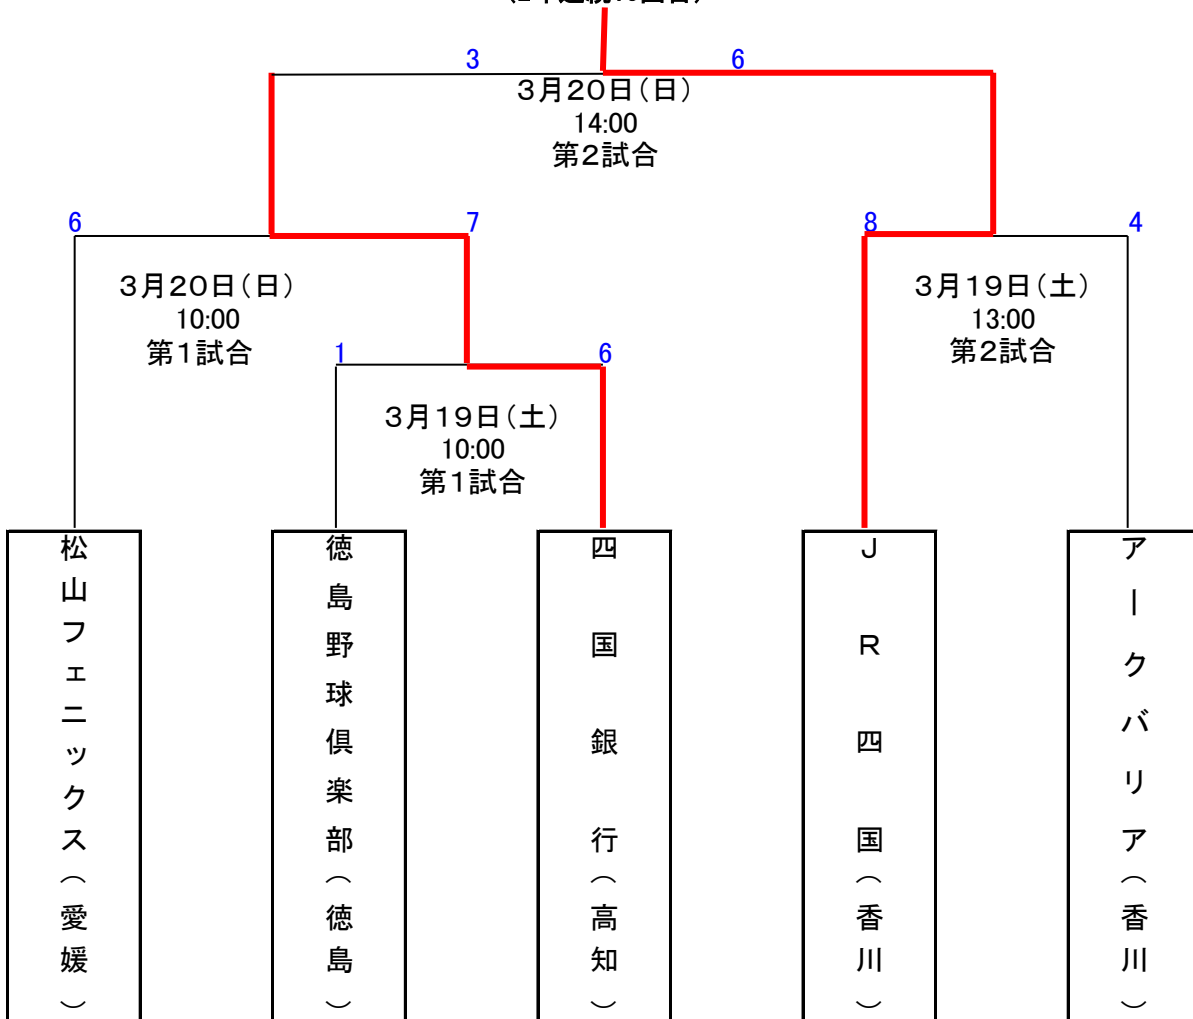 3 6
3月20日(日)
14:00
第2試合
6 7 8 4
3月20日(日)
10:00
第1試合
3月19日(土)
13:00
第2試合
1 6
3月19日(土)
10:00
第1試合
松山フェニックス(愛媛)
徳島野球倶楽部(徳島)
四国銀行(高知)
JR四国(香川)
アークバリア(香川)